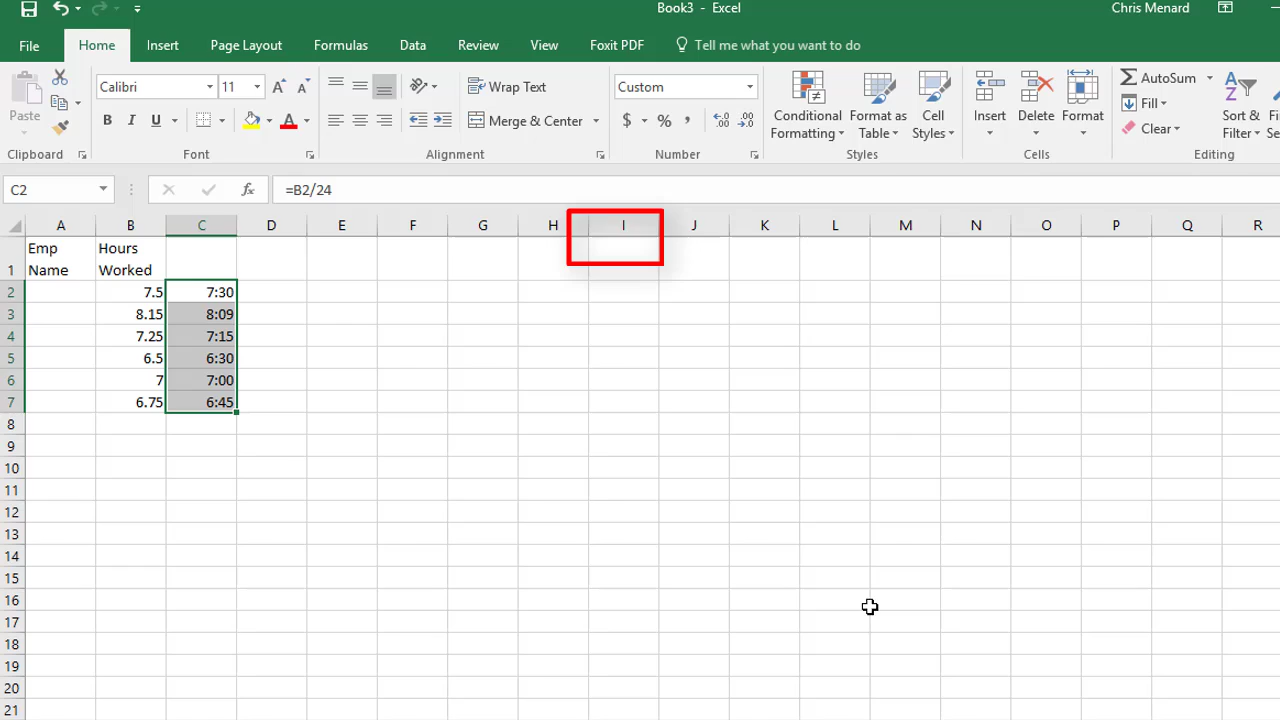 Book3 - Excel
Chris Menard
File Home Insert Page Layout Formulas Data Review View Foxit PDF Tell me what you want to do
Paste
Clipboard
Calibri 11 A A
B I U A
Font
Wrap Text
Merge & Center
Alignment
Custom
$ % ,
.0 .00
.00 .0
Number
Conditional Formatting
Format as Table
Cell Styles
Styles
Insert
Delete
Format
Cells
AutoSum
Fill
Clear
A Z
Sort &
Filter
Editing
C2 fx =B2/24
A B C D E F G H I J K L M N O P Q R
Emp Hours
1 Name Worked
2 7.5 7:30
3 8.15 8:09
4 7.25 7:15
5 6.5 6:30
6 7 7:00
7 6.75 6:45
8
9
10
11
12
13
14
15
16
17
18
19
20
21